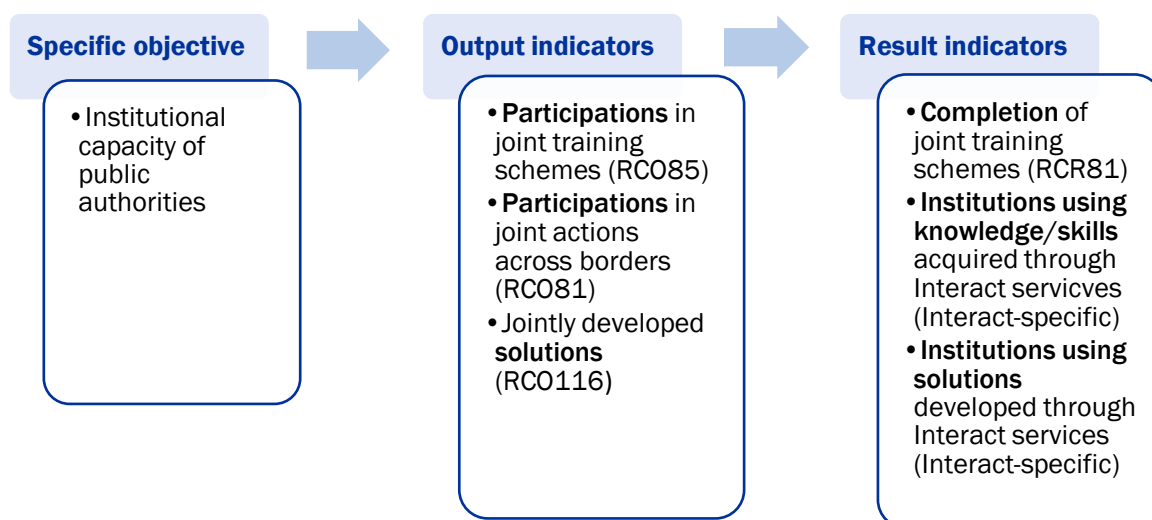 Specific objective
• Institutional
capacity of
public
authorities
Output indicators
• Participations in
joint training
schemes (RCO85)
• Participations in
joint actions
across borders
(RCO81)
• Jointly developed
solutions
(RCO116)
Result indicators
• Completion of
joint training
schemes (RCR81)
• Institutions using
knowledge/skills
acquired through
Interact servicves
(Interact-specific)
• Institutions using
solutions
developed through
Interact services
(Interact-specific)